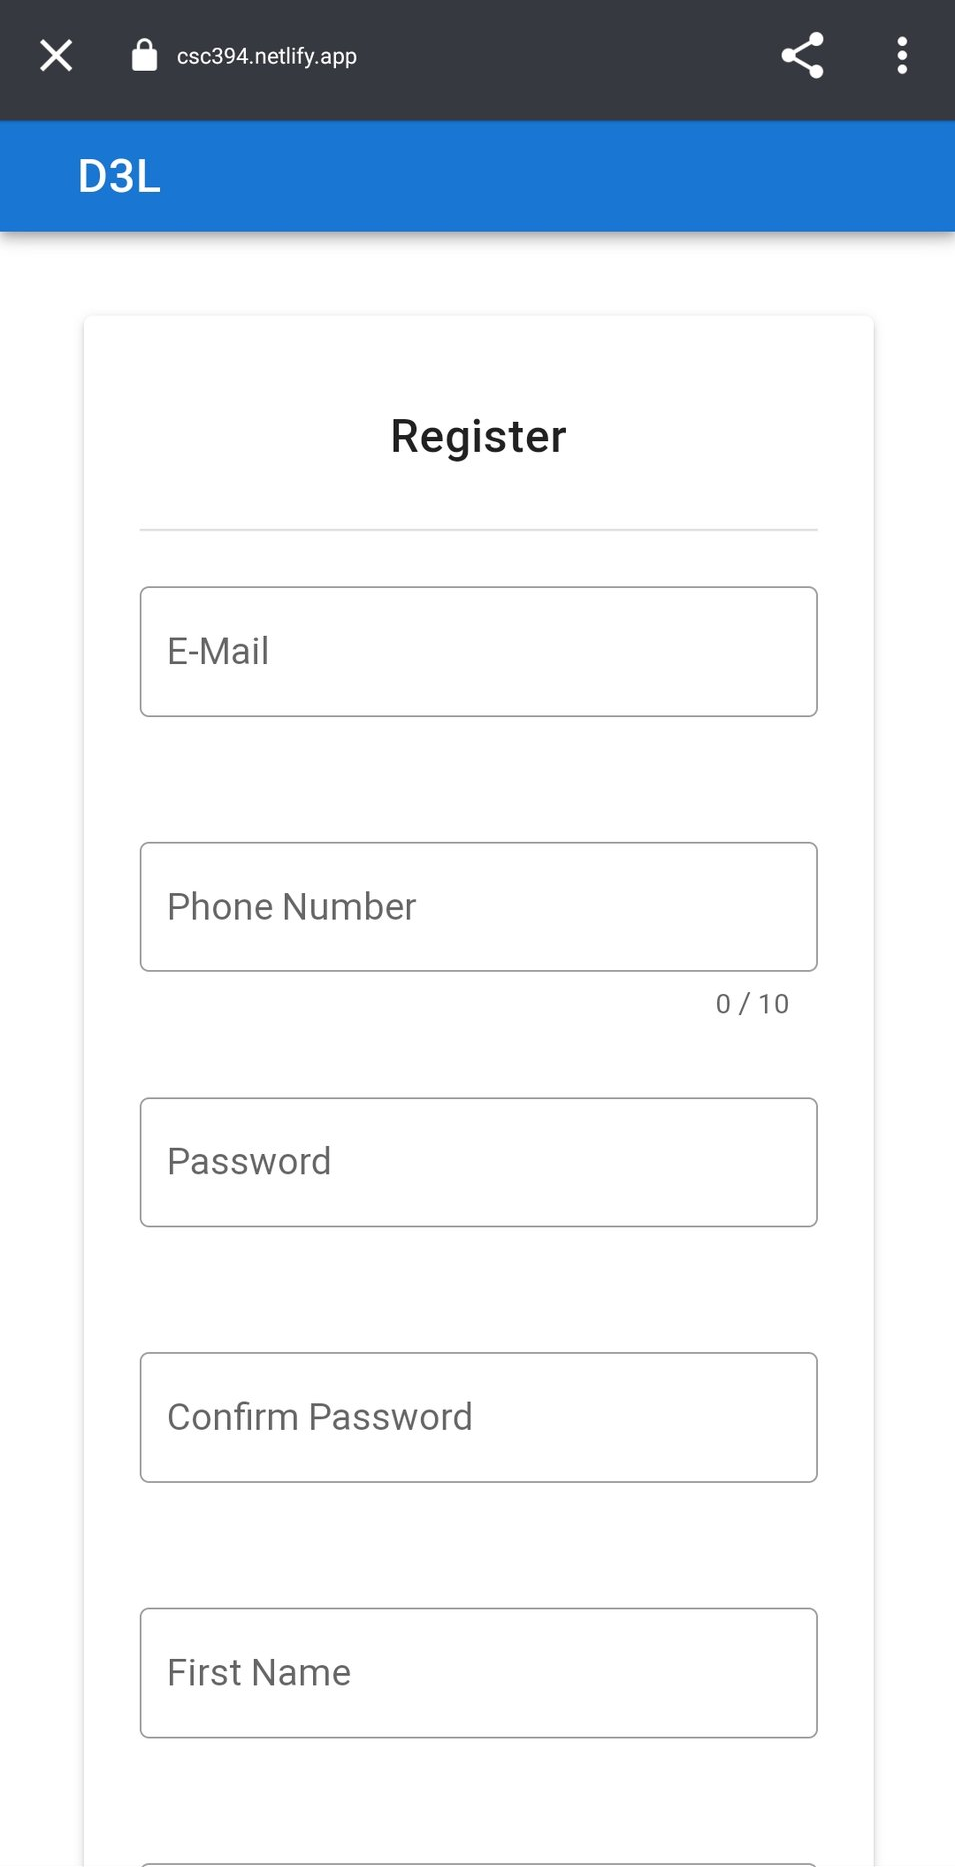 csc394.netlify.app
D3L
Register
E-Mail
Phone Number
0 / 10
Password
Confirm Password
First Name